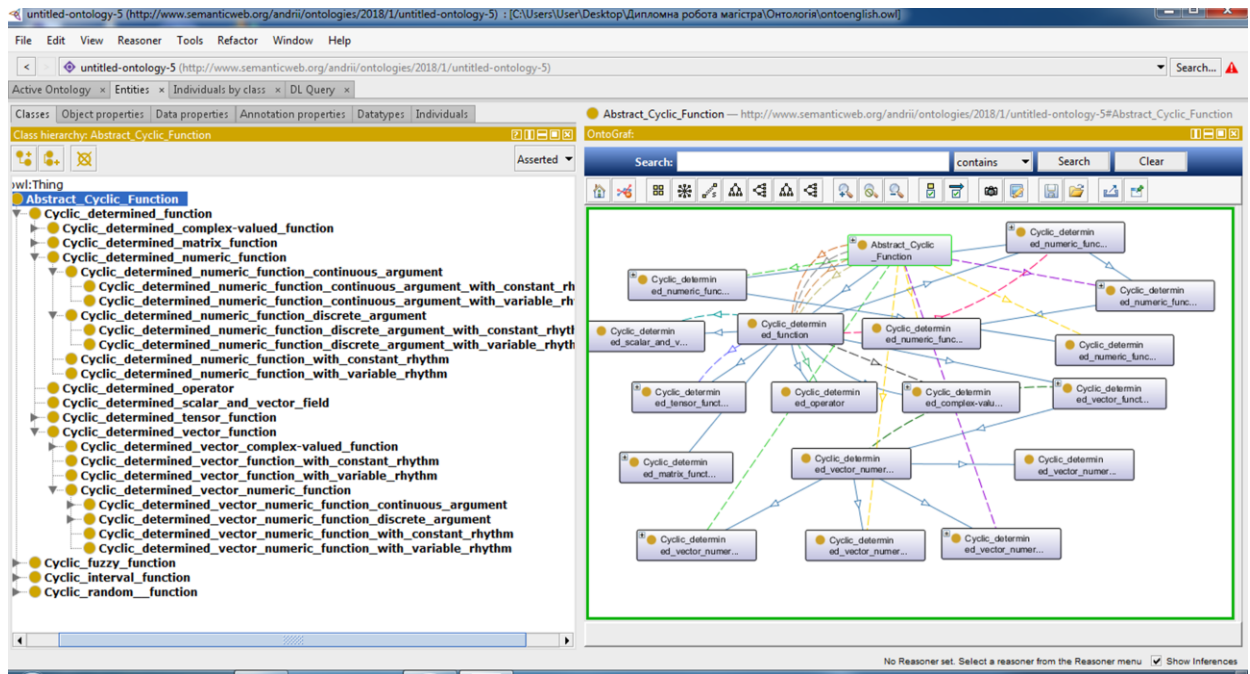 untitled-ontology-5 (http://www.semanticweb.org/andrii/ontologies/2018/1/untitled-ontology-5) : [C:\Users\User\Desktop\Дипломна робота магістра\Онтологія\ontoenglish.owl]
File Edit View Reasoner Tools Refactor Window Help
< > untitled-ontology-5 (http://www.semanticweb.org/andrii/ontologies/2018/1/untitled-ontology-5) Search...
Active Ontology × Entities × Individuals by class × DL Query ×
Classes Object properties Data properties Annotation properties Datatypes Individuals
Class hierarchy: Abstract_Cyclic_Function
Asserted
owl:Thing
Abstract_Cyclic_Function
Cyclic_determined_function
Cyclic_determined_complex-valued_function
Cyclic_determined_matrix_function
Cyclic_determined_numeric_function
Cyclic_determined_numeric_function_continuous_argument
Cyclic_determined_numeric_function_continuous_argument_with_constant_rh
Cyclic_determined_numeric_function_continuous_argument_with_variable_rh
Cyclic_determined_numeric_function_discrete_argument
Cyclic_determined_numeric_function_discrete_argument_with_constant_rhyth
Cyclic_determined_numeric_function_discrete_argument_with_variable_rhyth
Cyclic_determined_numeric_function_with_constant_rhythm
Cyclic_determined_numeric_function_with_variable_rhythm
Cyclic_determined_operator
Cyclic_determined_scalar_and_vector_field
Cyclic_determined_tensor_function
Cyclic_determined_vector_function
Cyclic_determined_vector_complex-valued_function
Cyclic_determined_vector_function_with_constant_rhythm
Cyclic_determined_vector_function_with_variable_rhythm
Cyclic_determined_vector_numeric_function
Cyclic_determined_vector_numeric_function_continuous_argument
Cyclic_determined_vector_numeric_function_discrete_argument
Cyclic_determined_vector_numeric_function_with_constant_rhythm
Cyclic_determined_vector_numeric_function_with_variable_rhythm
Cyclic_fuzzy_function
Cyclic_interval_function
Cyclic_random__function
Abstract_Cyclic_Function — http://www.semanticweb.org/andrii/ontologies/2018/1/untitled-ontology-5#Abstract_Cyclic_Function
OntoGraf:
Search: contains Search Clear
Cyclic_determin
ed_numeric_func...
Abstract_Cyclic
_Function
Cyclic_determin
ed_numeric_func...
Cyclic_determin
ed_numeric_func...
Cyclic_determin
ed_scalar_and_v...
Cyclic_determin
ed_function
Cyclic_determin
ed_numeric_func...
Cyclic_determin
ed_numeric_func...
Cyclic_determin
ed_tensor_funct...
Cyclic_determin
ed_operator
Cyclic_determin
ed_complex-valu...
Cyclic_determin
ed_vector_funct...
Cyclic_determin
ed_matrix_funct...
Cyclic_determin
ed_vector_numer...
Cyclic_determin
ed_vector_numer...
Cyclic_determin
ed_vector_numer...
Cyclic_determin
ed_vector_numer...
Cyclic_determin
ed_vector_numer...
No Reasoner set. Select a reasoner from the Reasoner menu Show Inferences